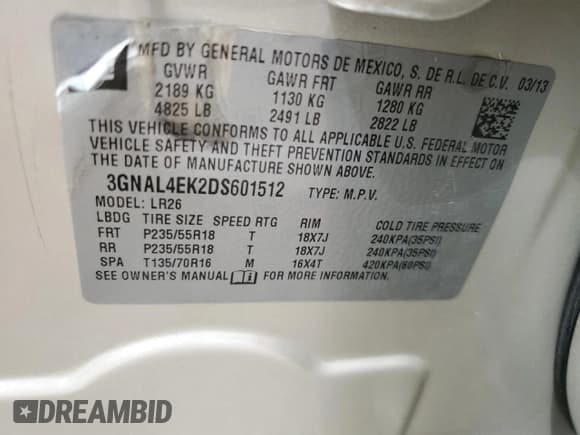 MFD BY GENERAL MOTORS DE MEXICO, S. DE R.L. DE C.V. 03/13
GVWR GAWR FRT GAWR RR
2189 KG 1130 KG 1280 KG
4825 LB 2491 LB 2822 LB
THIS VEHICLE CONFORMS TO ALL APPLICABLE U.S. FEDERAL MOTOR
VEHICLE SAFETY AND THEFT PREVENTION STANDARDS IN EFFECT ON
THE DATE OF MANUFACTURE SHOWN ABOVE.
3GNAL4EK2DS601512 TYPE: M.P.V.
MODEL: LR26
LBDG TIRE SIZE SPEED RTG RIM COLD TIRE PRESSURE
FRT P235/55R18 T 18X7J 240KPA(35PSI)
RR P235/55R18 T 18X7J 240KPA(35PSI)
SPA T135/70R16 M 16X4T 420KPA(60PSI)
SEE OWNER'S MANUAL FOR MORE INFORMATION.
DREAMBID